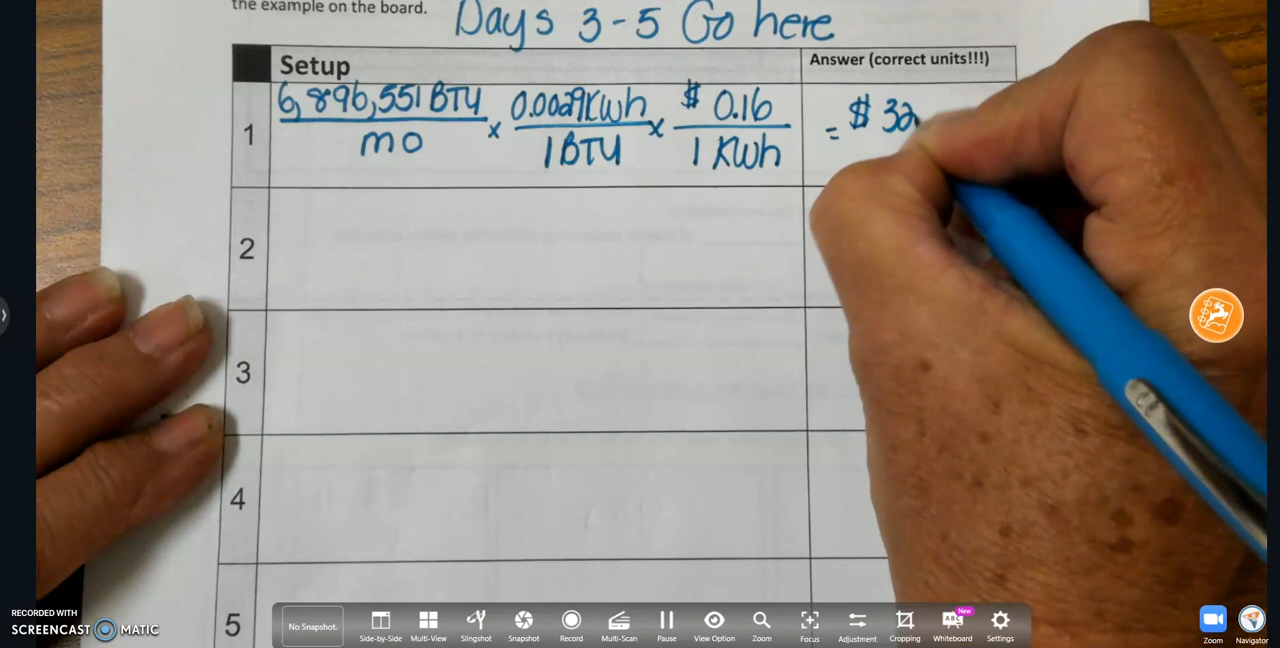 the example on the board.
Days 3-5 Go here
Setup
Answer (correct units!!!)
1
6,896,551 BTU / mo × 0.0029 KWh / 1 BTU × $ 0.16 / 1 KWh
= $ 32
2
3
4
5
RECORDED WITH
SCREENCAST MATIC
No Snapshot.
Side-by-Side
Multi-View
Slingshot
Snapshot
Record
Multi-Scan
Pause
View Option
Zoom
Focus
Adjustment
Cropping
New
ABC
Whiteboard
Settings
zoom
Zoom
Navigator